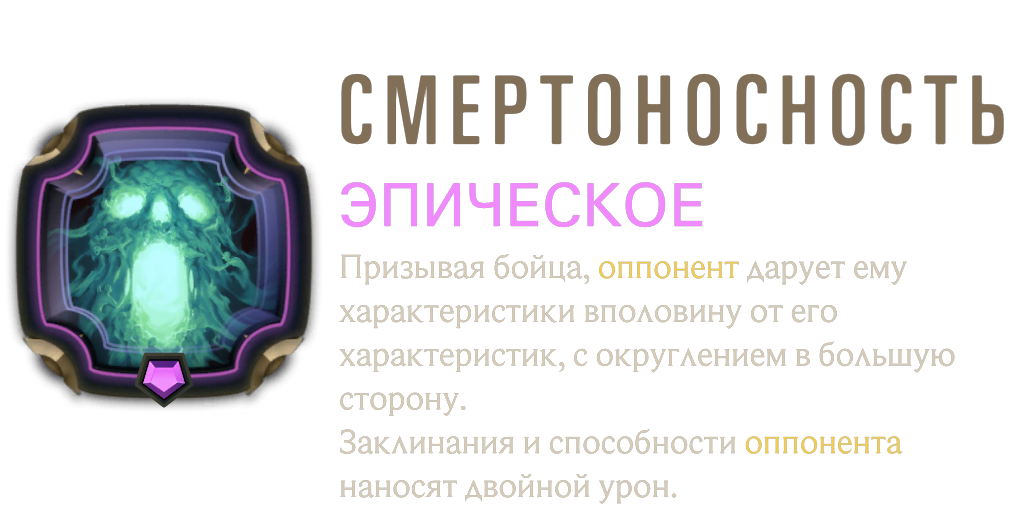 СМЕРТОНОСНОСТЬ
ЭПИЧЕСКОЕ
Призывая бойца, оппонент дарует ему
характеристики вполовину от его
характеристик, с округлением в большую
сторону.
Заклинания и способности оппонента
наносят двойной урон.